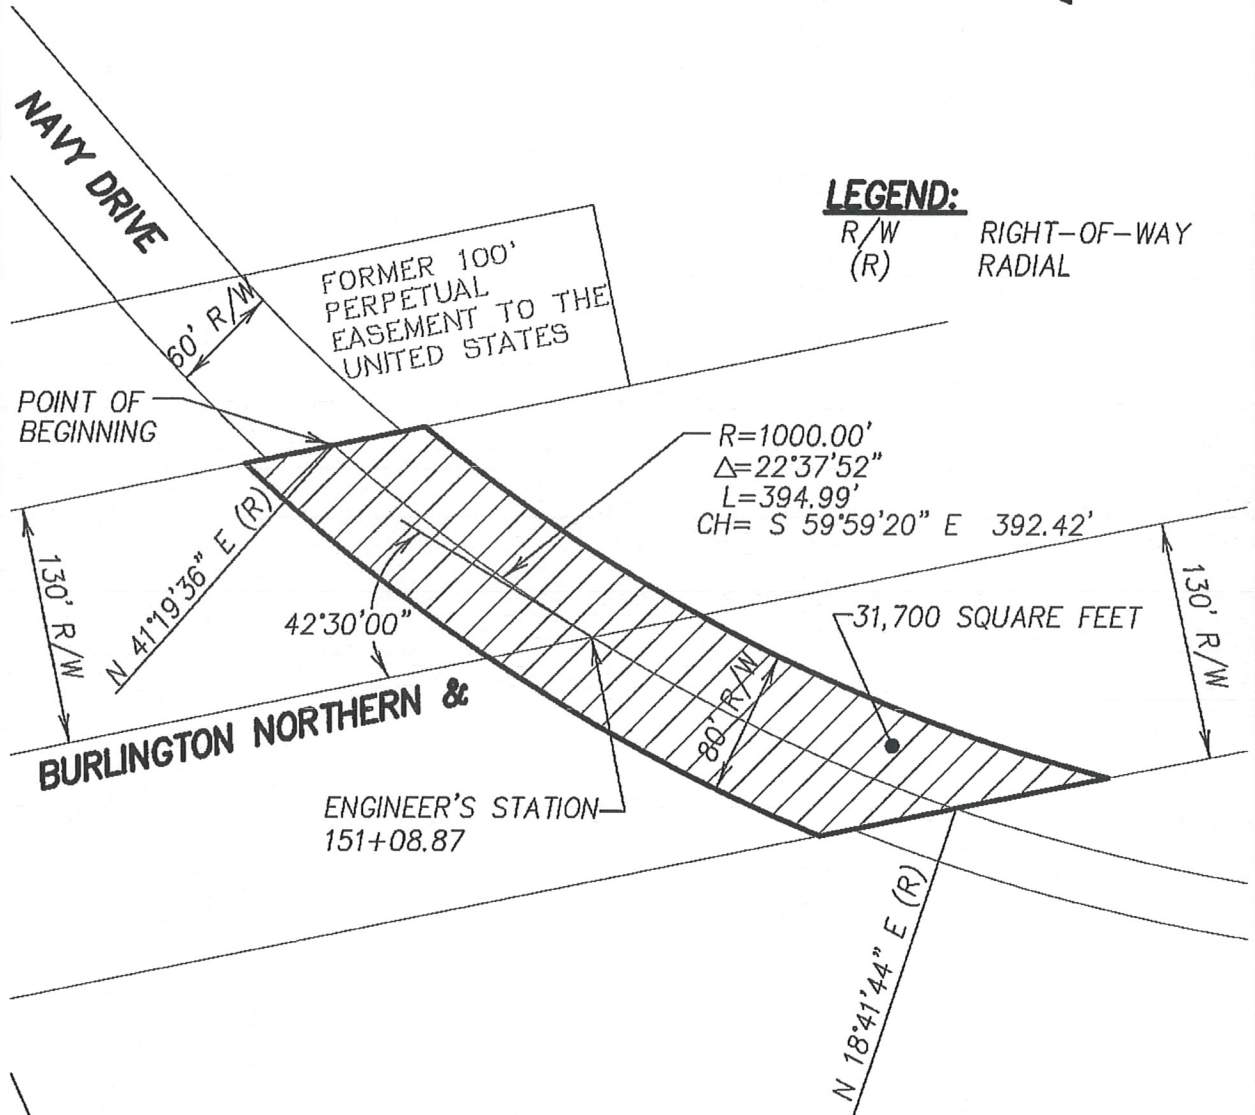 NAVY DRIVE
LEGEND:
R/W RIGHT-OF-WAY
(R) RADIAL
FORMER 100'
PERPETUAL
EASEMENT TO THE
UNITED STATES
60' R/W
POINT OF
BEGINNING
R=1000.00'
Δ=22°37'52"
L=394.99'
CH= S 59°59'20" E 392.42'
N 41°19'36" E (R)
130' R/W
42°30'00"
31,700 SQUARE FEET
130' R/W
80' R/W
BURLINGTON NORTHERN &
ENGINEER'S STATION
151+08.87
N 18°41'44" E (R)